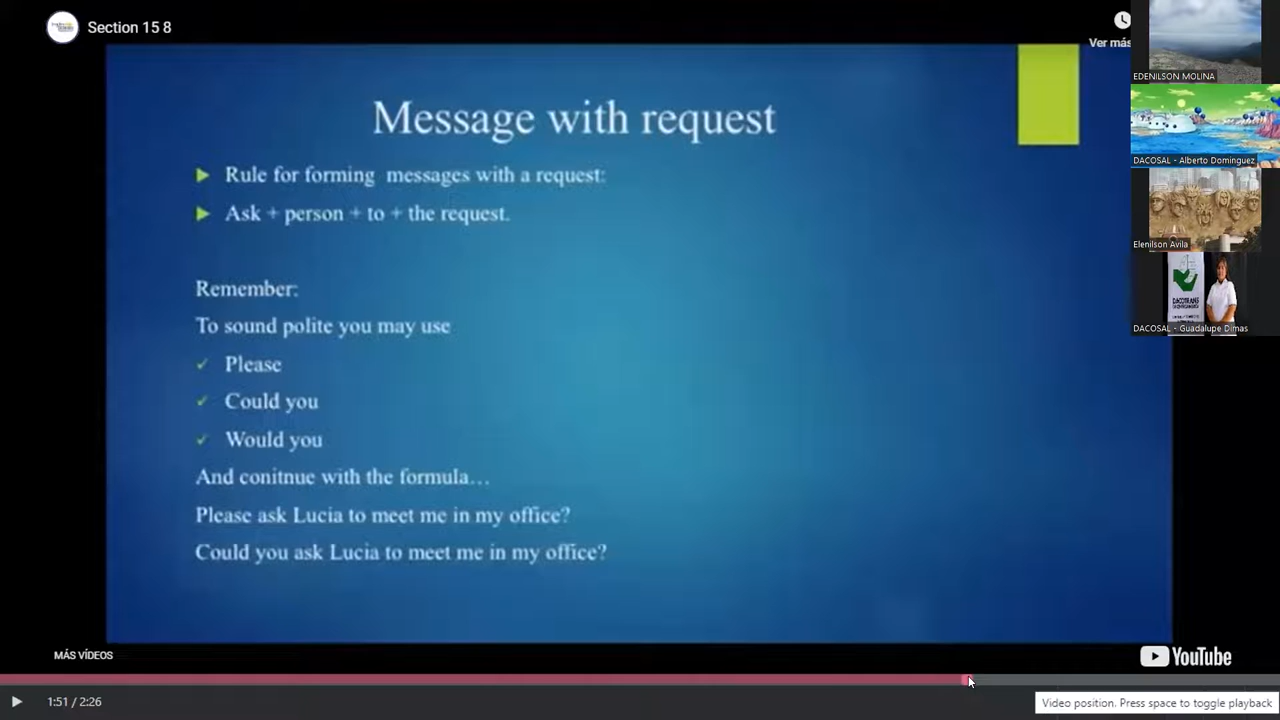 Section 15 8
Ver más
EDENILSON MOLINA
DACOSAL - Alberto Dominguez
Elenilson Avila
DACOTRANS
DACOSAL - Guadalupe Dimas
Message with request
Rule for forming messages with a request:
Ask + person + to + the request.
Remember:
To sound polite you may use
Please
Could you
Would you
And conitnue with the formula…
Please ask Lucia to meet me in my office?
Could you ask Lucia to meet me in my office?
MÁS VÍDEOS
YouTube
1:51 / 2:26
Video position. Press space to toggle playback